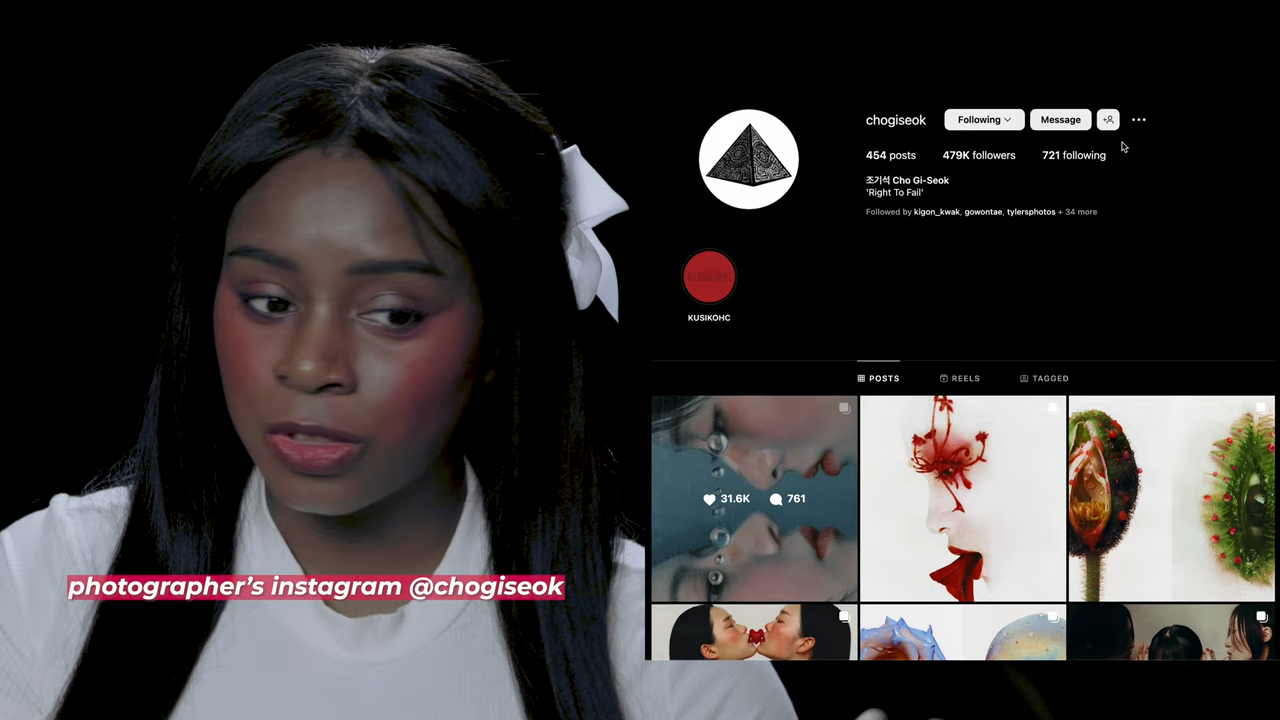 photographer's instagram @chogiseok
chogiseok
Following
Message
454 posts
479K followers
721 following
조기석 Cho Gi-Seok
'Right To Fail'
Followed by kigon_kwak, gowontae, tylersphotos + 34 more
KUSIKOHC
POSTS
REELS
TAGGED
31.6K
761